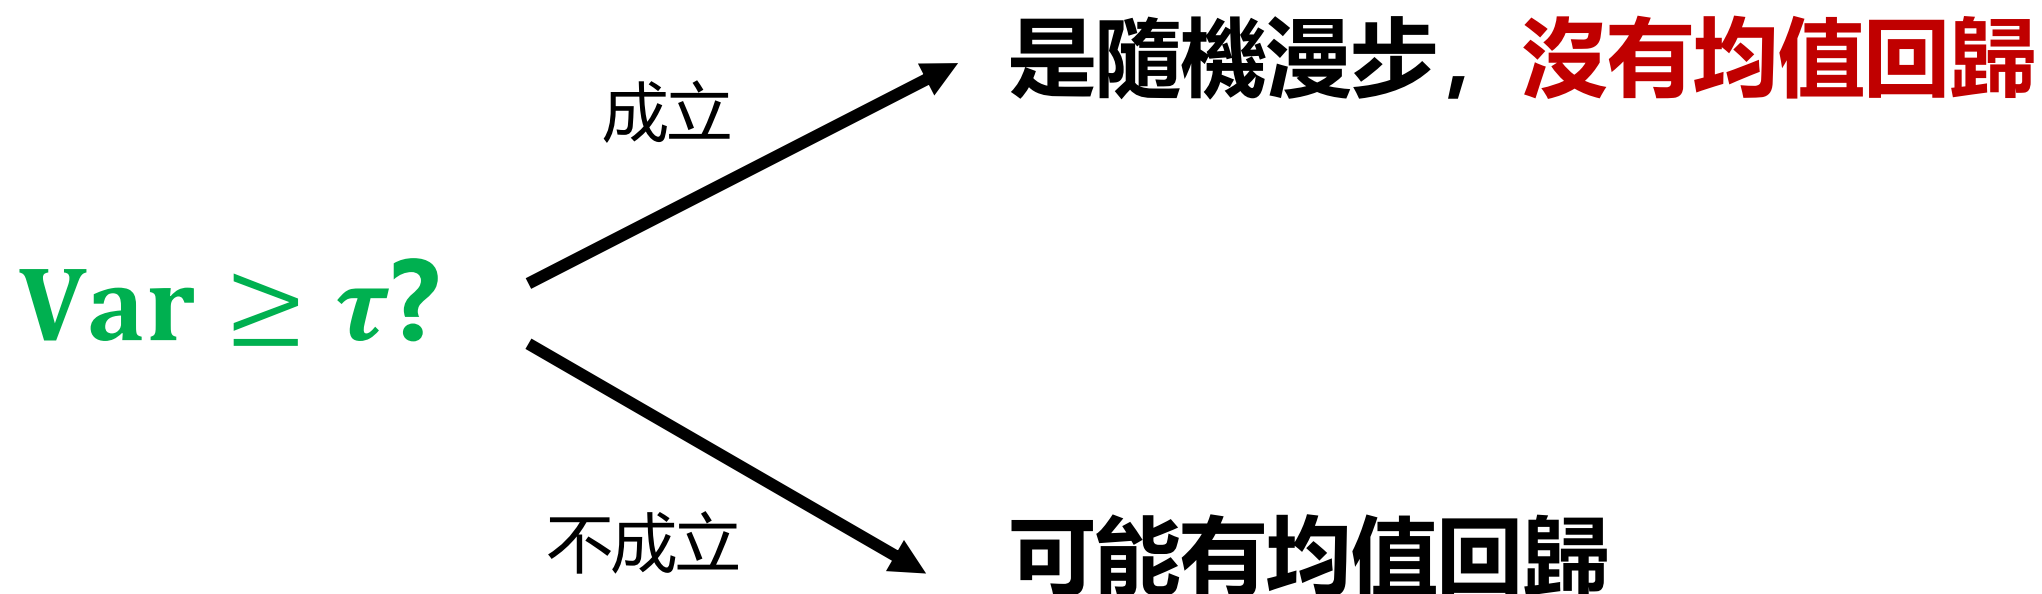 是隨機漫步，沒有均值回歸
成立
Var ≥ τ?
不成立
可能有均值回歸